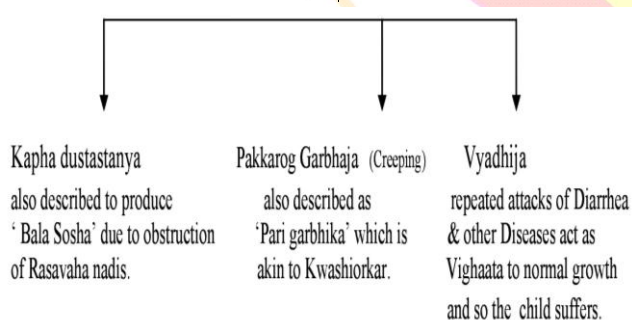 Kapha dustastanya
also described to produce
‘ Bala Sosha’ due to obstruction
of Rasavaha nadis.
Pakkarog Garbhaja (Creeping)
also described as
‘Pari garbhika’ which is
akin to Kwashiorkar.
Vyadhija
repeated attacks of Diarrhea
& other Diseases act as
Vighaata to normal growth
and so the child suffers.